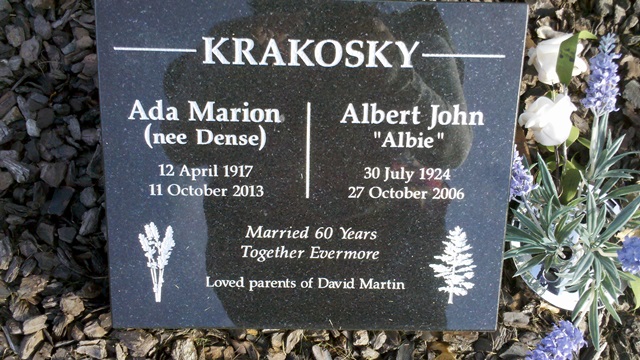 KRAKOSKY
Ada Marion
(nee Dense)
12 April 1917
11 October 2013
Albert John
"Albie"
30 July 1924
27 October 2006
Married 60 Years
Together Evermore
Loved parents of David Martin